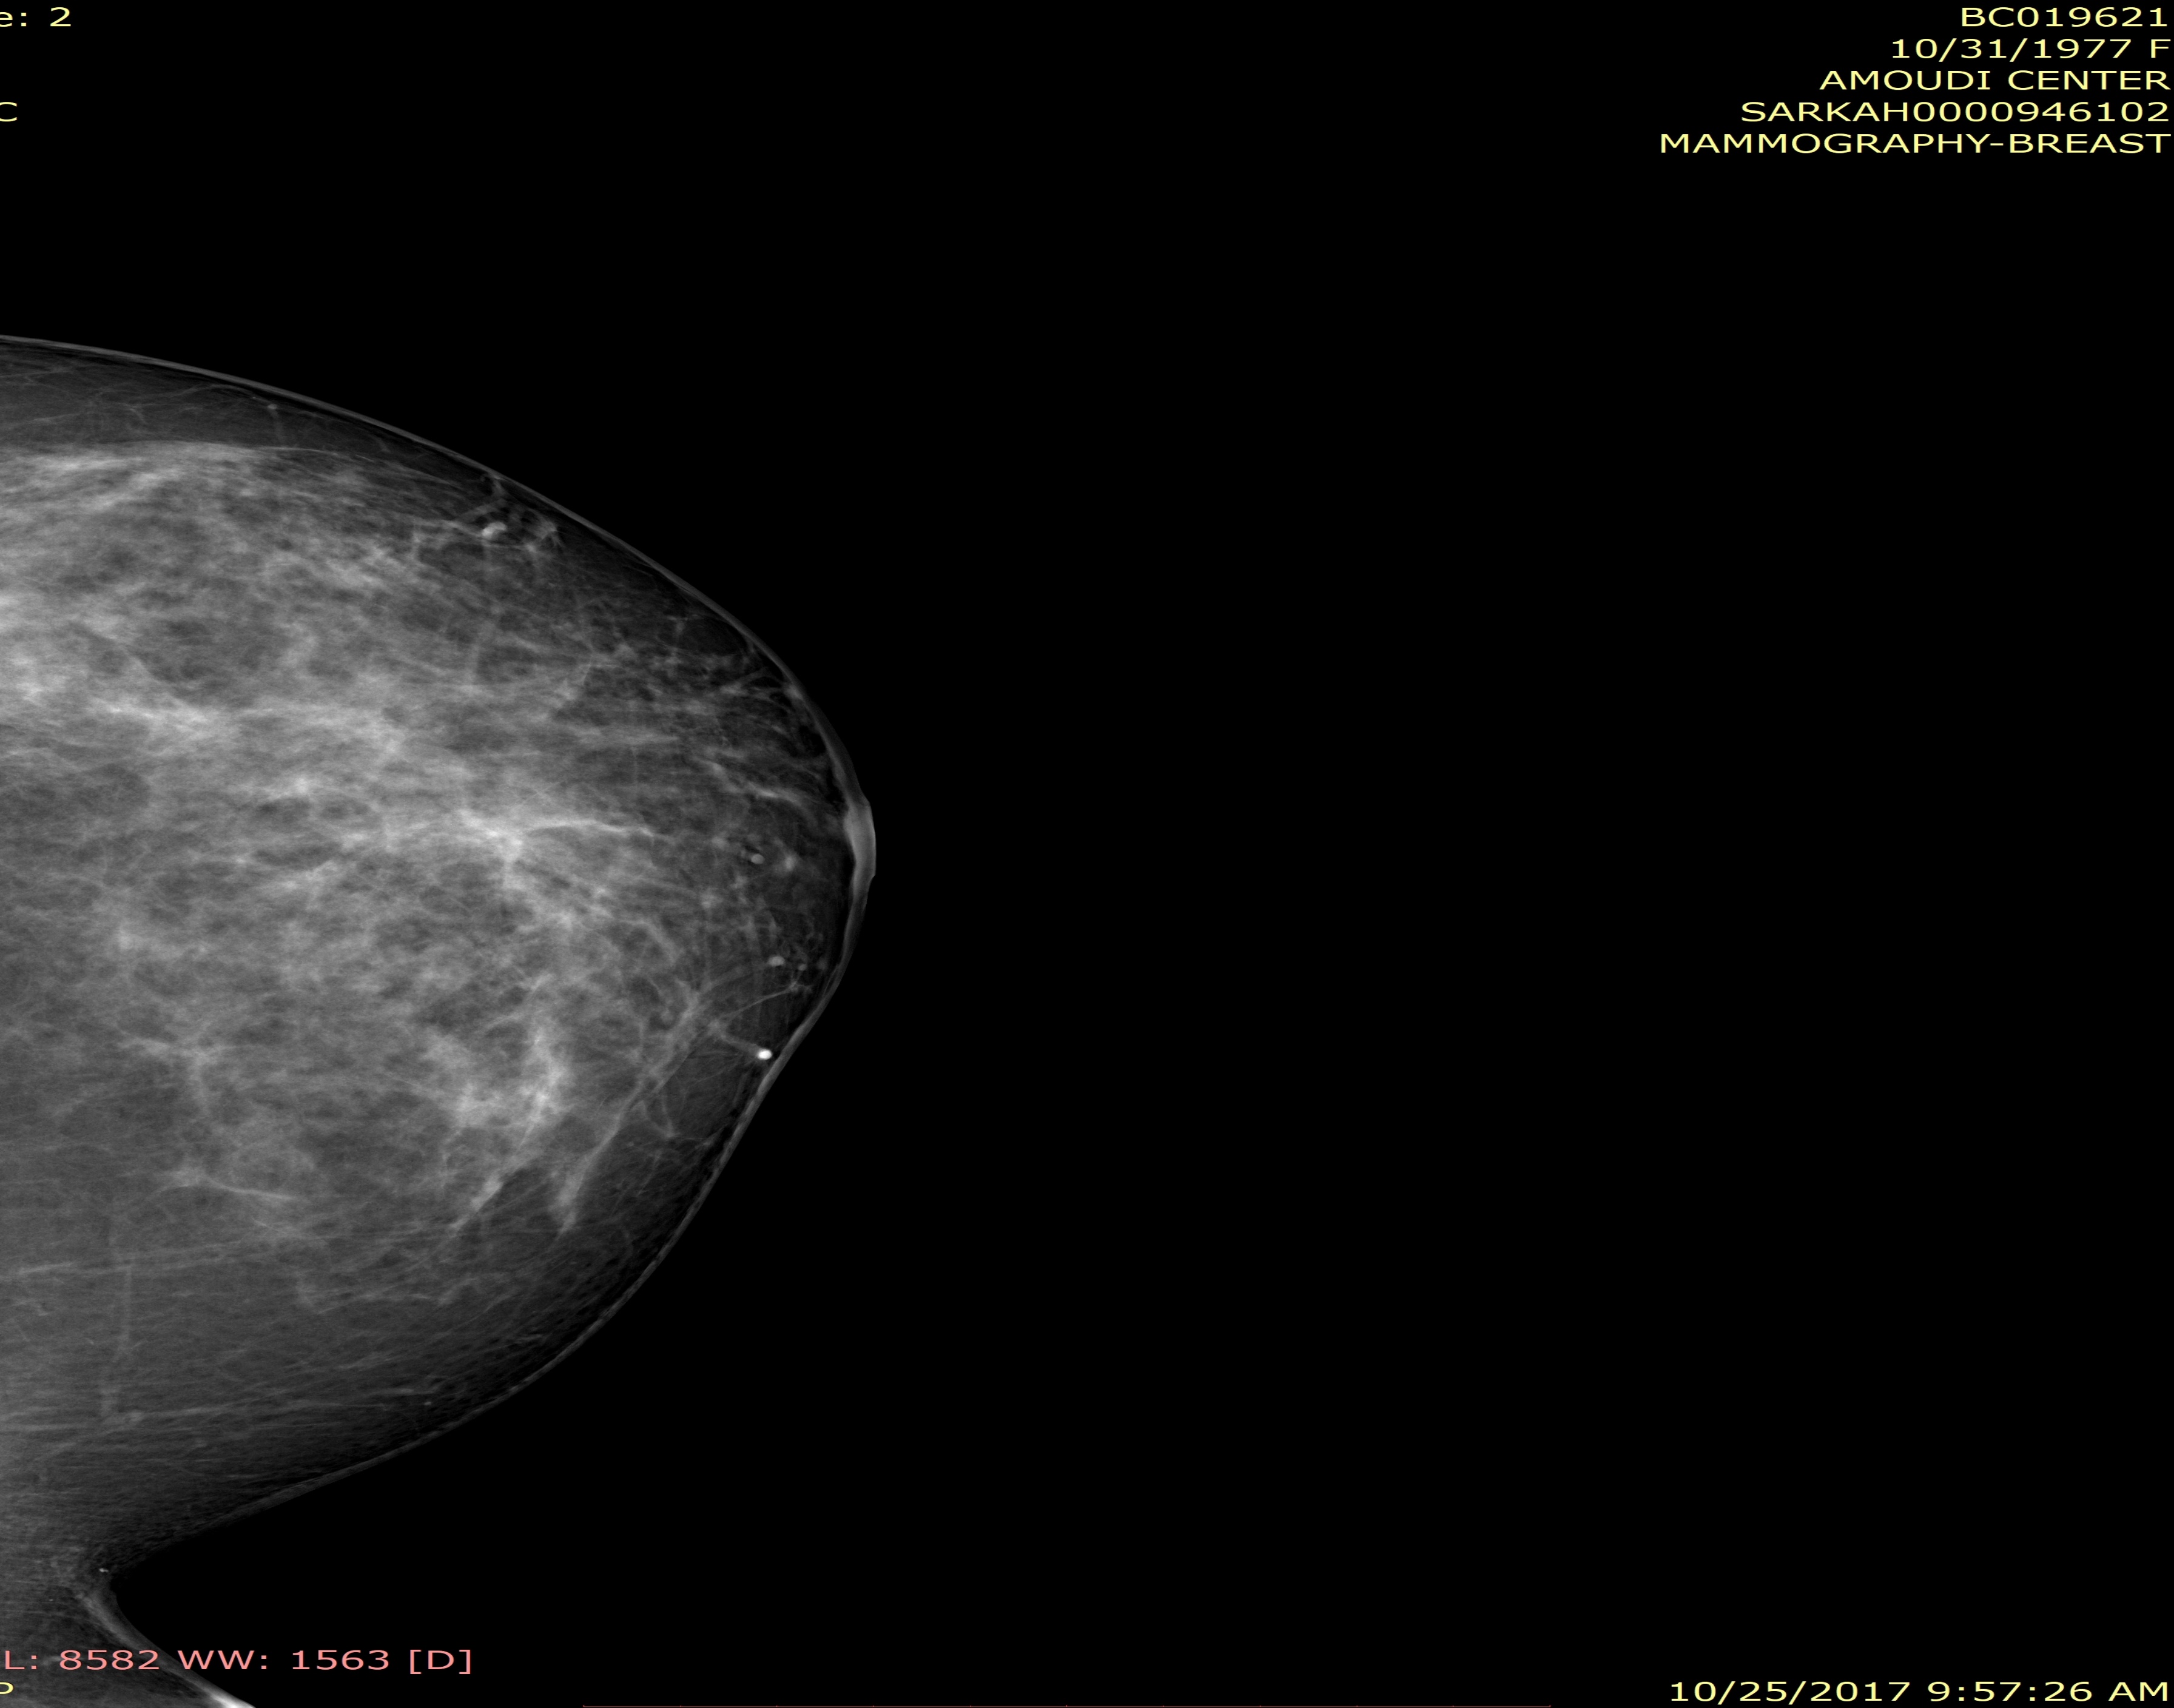 e: 2
BC019621
10/31/1977 F
AMOUDI CENTER
C
SARKAH0000946102
MAMMOGRAPHY-BREAST
L: 8582 WW: 1563 [D]
P
10/25/2017 9:57:26 AM